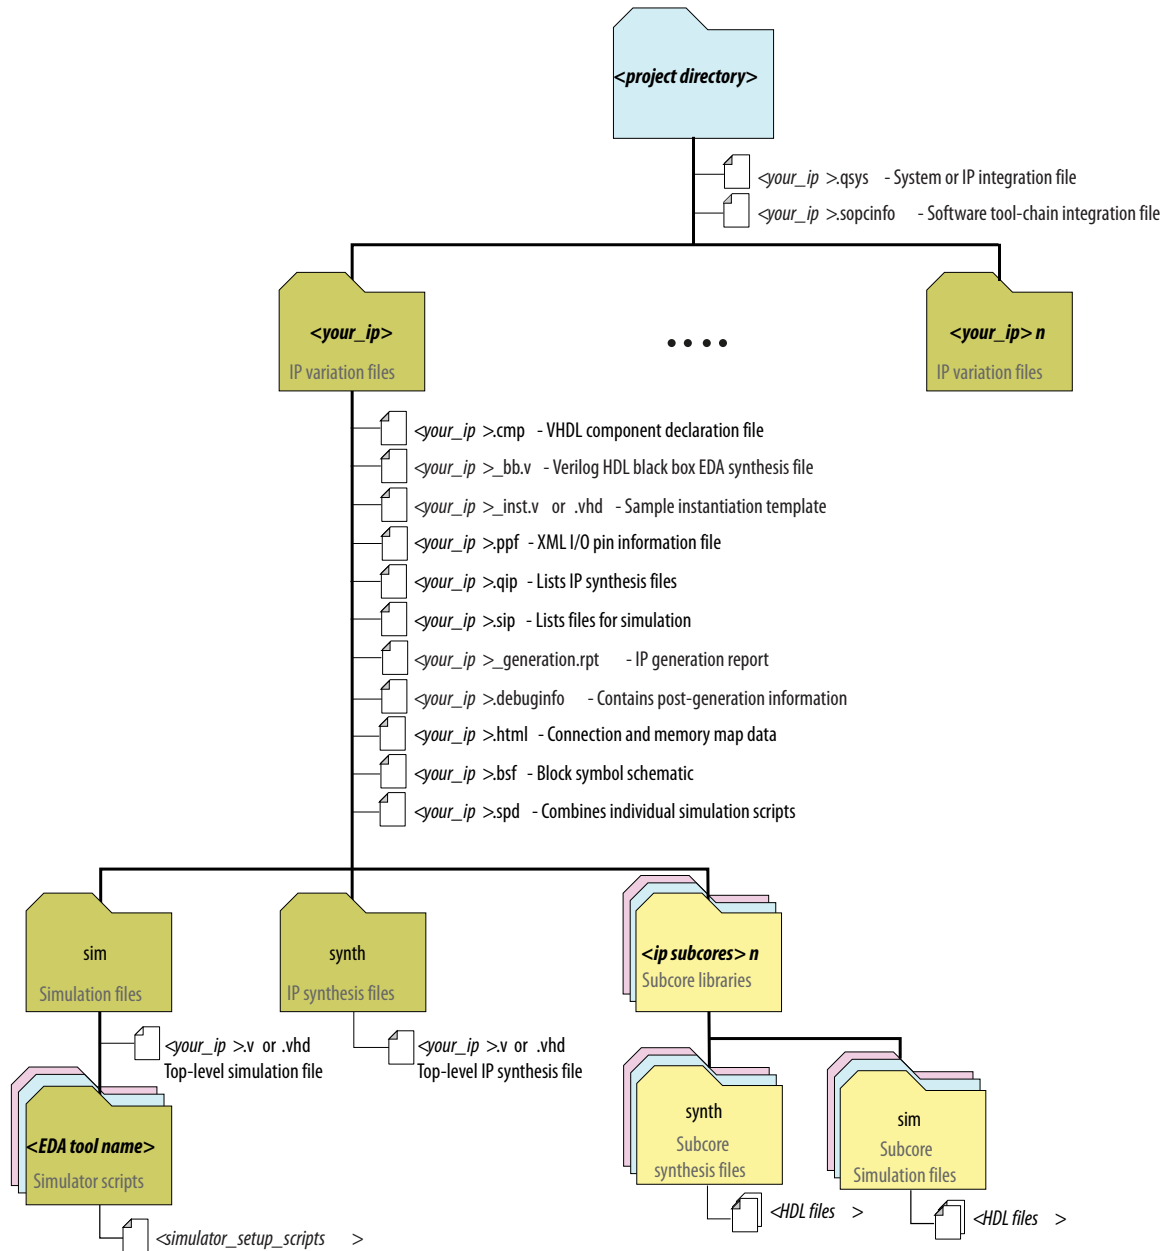 <project directory>
<your_ip >.qsys - System or IP integration file
<your_ip >.sopcinfo - Software tool-chain integration file
<your_ip>
IP variation files
....
<your_ip> n
IP variation files
<your_ip >.cmp - VHDL component declaration file
<your_ip >_bb.v - Verilog HDL black box EDA synthesis file
<your_ip >_inst.v or .vhd - Sample instantiation template
<your_ip >.ppf - XML I/O pin information file
<your_ip >.qip - Lists IP synthesis files
<your_ip >.sip - Lists files for simulation
<your_ip >_generation.rpt - IP generation report
<your_ip >.debuginfo - Contains post-generation information
<your_ip >.html - Connection and memory map data
<your_ip >.bsf - Block symbol schematic
<your_ip >.spd - Combines individual simulation scripts
sim
Simulation files
synth
IP synthesis files
<ip subcores> n
Subcore libraries
<your_ip >.v or .vhd
Top-level simulation file
<your_ip >.v or .vhd
Top-level IP synthesis file
<EDA tool name>
Simulator scripts
synth
Subcore
synthesis files
sim
Subcore
Simulation files
<HDL files >
<HDL files >
<simulator_setup_scripts >